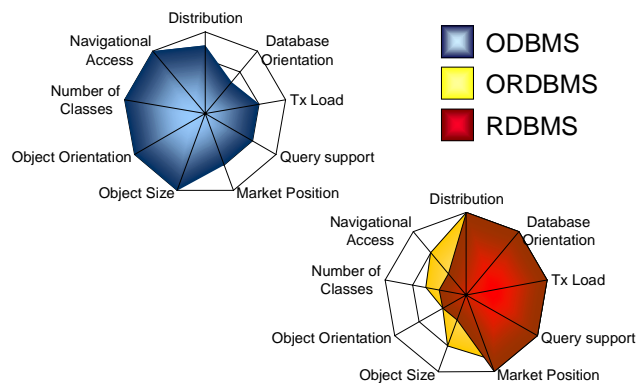 Distribution
Navigational
Access
Database
Orientation
Number of
Classes
Tx Load
Object Orientation
Query support
Object Size
Market Position
ODBMS
ORDBMS
RDBMS
Distribution
Navigational
Access
Database
Orientation
Number of
Classes
Tx Load
Object Orientation
Query support
Object Size
Market Position